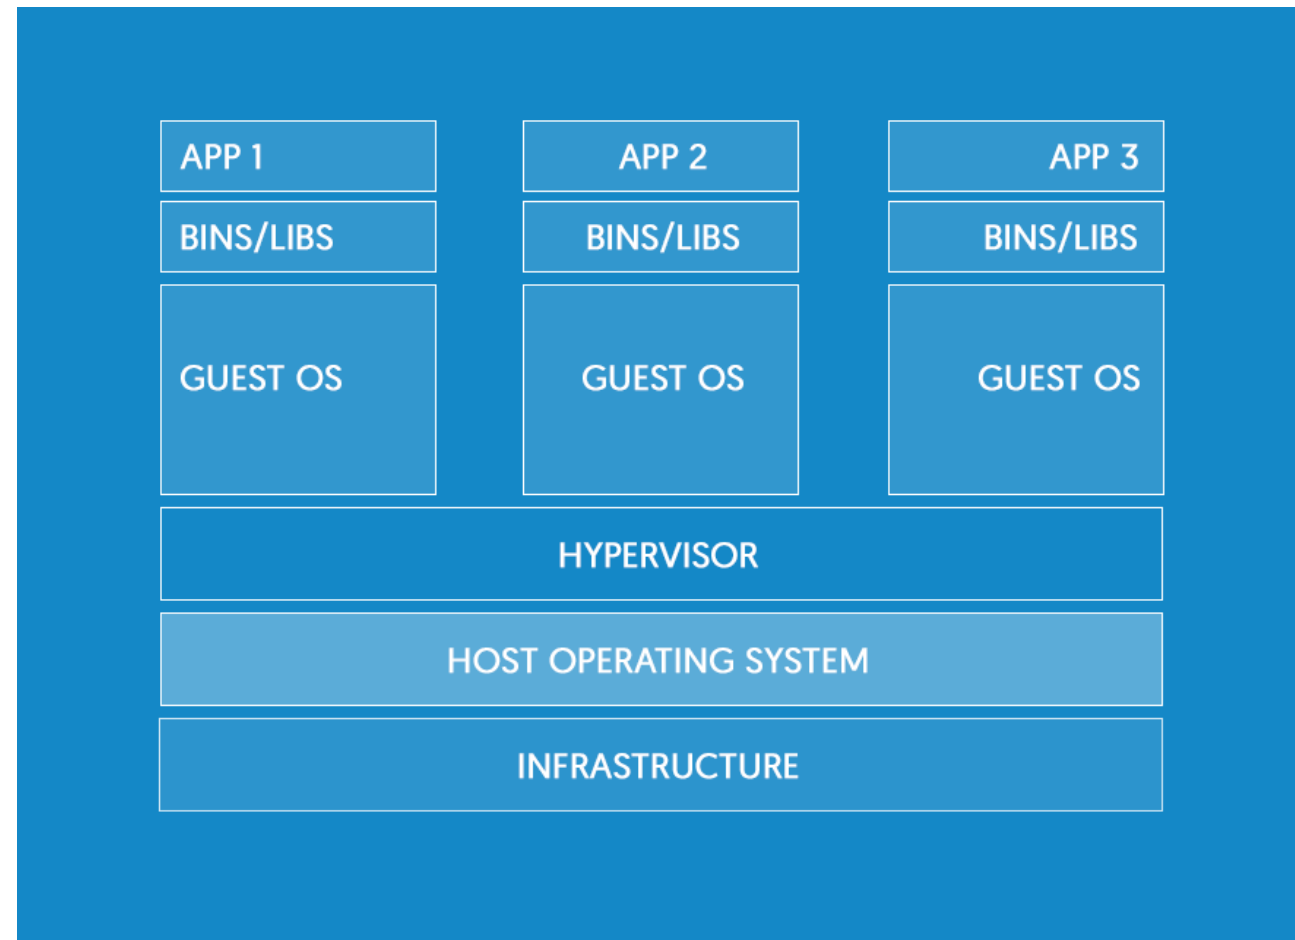 APP 1
APP 2
APP 3
BINS/LIBS
BINS/LIBS
BINS/LIBS
GUEST OS
GUEST OS
GUEST OS
HYPERVISOR
HOST OPERATING SYSTEM
INFRASTRUCTURE